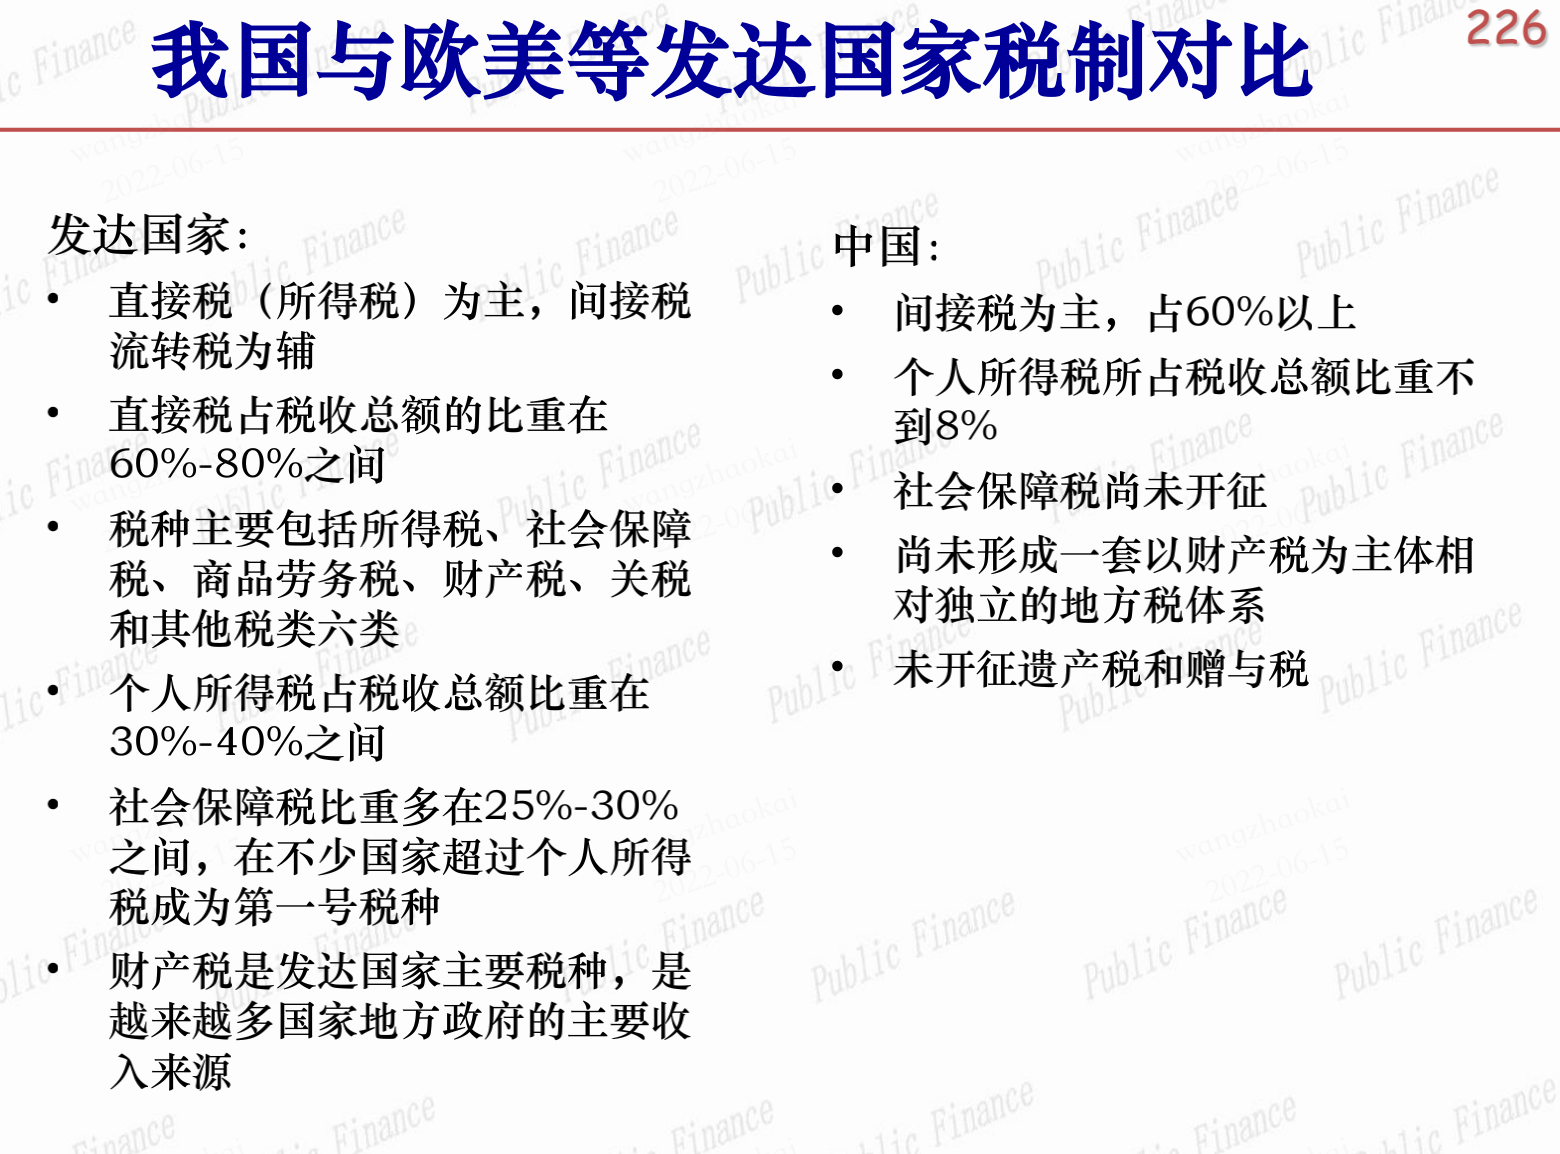 我国与欧美等发达国家税制对比
226
发达国家：
• 直接税（所得税）为主，间接税
流转税为辅
• 直接税占税收总额的比重在
60%-80%之间
• 税种主要包括所得税、社会保障
税、商品劳务税、财产税、关税
和其他税类六类
• 个人所得税占税收总额比重在
30%-40%之间
• 社会保障税比重多在25%-30%
之间，在不少国家超过个人所得
税成为第一号税种
• 财产税是发达国家主要税种，是
越来越多国家地方政府的主要收
入来源
中国：
• 间接税为主，占60%以上
• 个人所得税所占税收总额比重不
到8%
• 社会保障税尚未开征
• 尚未形成一套以财产税为主体相
对独立的地方税体系
• 未开征遗产税和赠与税
Public Finance
wangzhaokai
2022-06-15